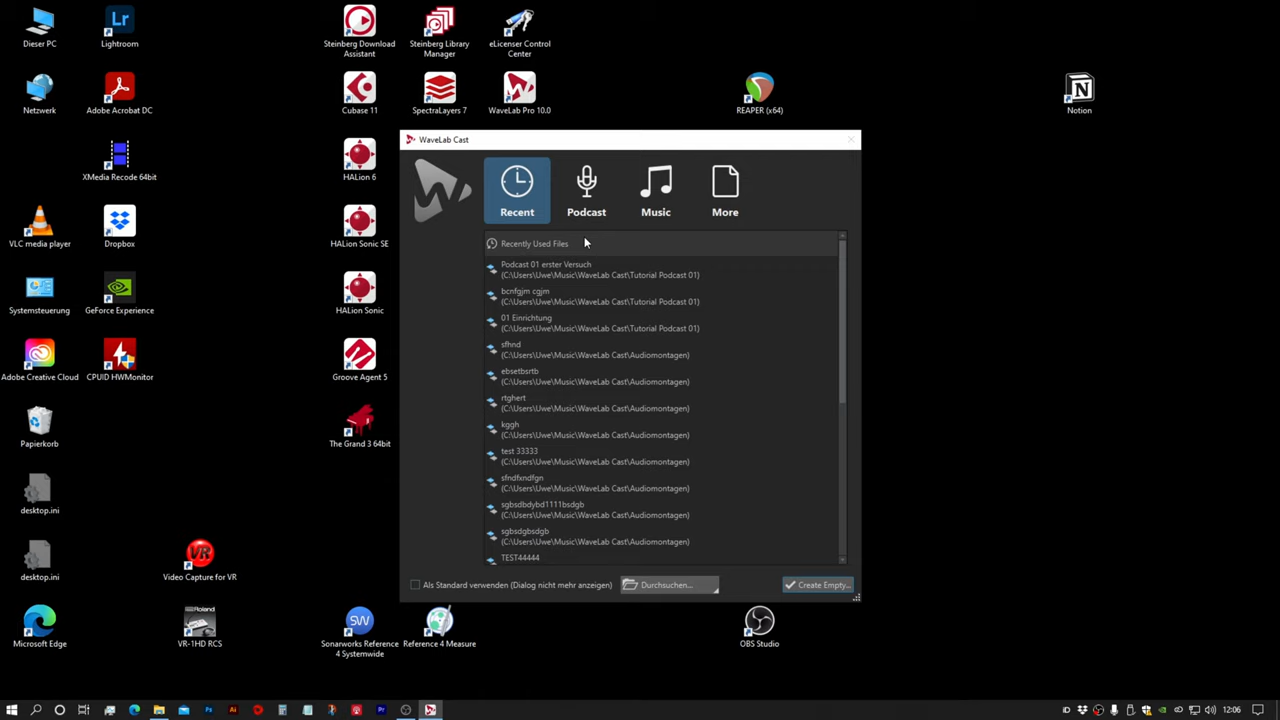 Dieser PC
Lightroom
Steinberg Download
Assistant
Steinberg Library
Manager
eLicenser Control
Center
Netzwerk
Adobe Acrobat DC
Cubase 11
SpectraLayers 7
WaveLab Pro 10.0
REAPER (x64)
Notion
WaveLab Cast
Recent
Podcast
Music
More
Recently Used Files
Podcast 01 erster Versuch
(C:\Users\Uwe\Music\WaveLab Cast\Tutorial Podcast 01)
bcnfgjm cgjm
(C:\Users\Uwe\Music\WaveLab Cast\Tutorial Podcast 01)
01 Einrichtung
(C:\Users\Uwe\Music\WaveLab Cast\Tutorial Podcast 01)
sfhnd
(C:\Users\Uwe\Music\WaveLab Cast\Audiomontagen)
ebsetbsrtb
(C:\Users\Uwe\Music\WaveLab Cast\Audiomontagen)
rtghert
(C:\Users\Uwe\Music\WaveLab Cast\Audiomontagen)
kggh
(C:\Users\Uwe\Music\WaveLab Cast\Audiomontagen)
test 33333
(C:\Users\Uwe\Music\WaveLab Cast\Audiomontagen)
sfndfxndfgn
(C:\Users\Uwe\Music\WaveLab Cast\Audiomontagen)
sgbsdbdybd1111bsdgb
(C:\Users\Uwe\Music\WaveLab Cast\Audiomontagen)
sgbsdgbsdgb
(C:\Users\Uwe\Music\WaveLab Cast\Audiomontagen)
TEST44444
Als Standard verwenden (Dialog nicht mehr anzeigen)
Durchsuchen...
Create Empty...
XMedia Recode 64bit
HALion 6
VLC media player
Dropbox
HALion Sonic SE
Systemsteuerung
GeForce Experience
HALion Sonic
Adobe Creative Cloud
CPUID HWMonitor
Groove Agent 5
Papierkorb
The Grand 3 64bit
desktop.ini
desktop.ini
Video Capture for VR
Microsoft Edge
VR-1HD RCS
Sonarworks Reference
4 Systemwide
Reference 4 Measure
OBS Studio
12:06